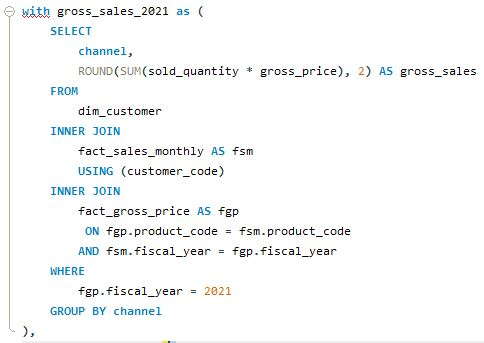 with gross_sales_2021 as (
SELECT
channel,
ROUND(SUM(sold_quantity * gross_price), 2) AS gross_sales
FROM
dim_customer
INNER JOIN
fact_sales_monthly AS fsm
USING (customer_code)
INNER JOIN
fact_gross_price AS fgp
ON fgp.product_code = fsm.product_code
AND fsm.fiscal_year = fgp.fiscal_year
WHERE
fgp.fiscal_year = 2021
GROUP BY channel
),